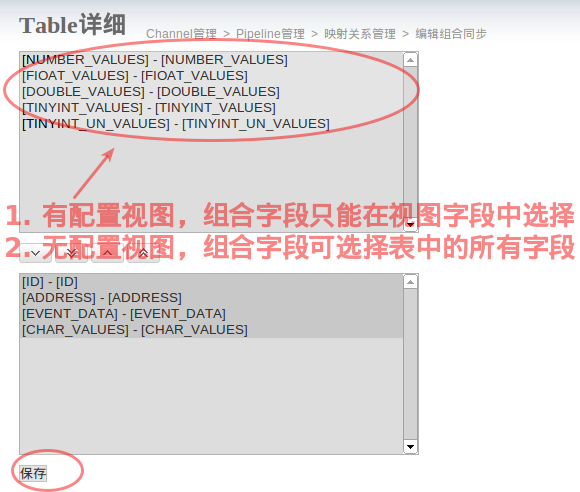 Table详细
Channel管理 > Pipeline管理 > 映射关系管理 > 编辑组合同步
[NUMBER_VALUES] - [NUMBER_VALUES]
[FIOAT_VALUES] - [FIOAT_VALUES]
[DOUBLE_VALUES] - [DOUBLE_VALUES]
[TINYINT_VALUES] - [TINYINT_VALUES]
[TINYINT_UN_VALUES] - [TINYINT_UN_VALUES]
1. 有配置视图，组合字段只能在视图字段中选择
2. 无配置视图，组合字段可选择表中的所有字段
[ID] - [ID]
[ADDRESS] - [ADDRESS]
[EVENT_DATA] - [EVENT_DATA]
[CHAR_VALUES] - [CHAR_VALUES]
保存